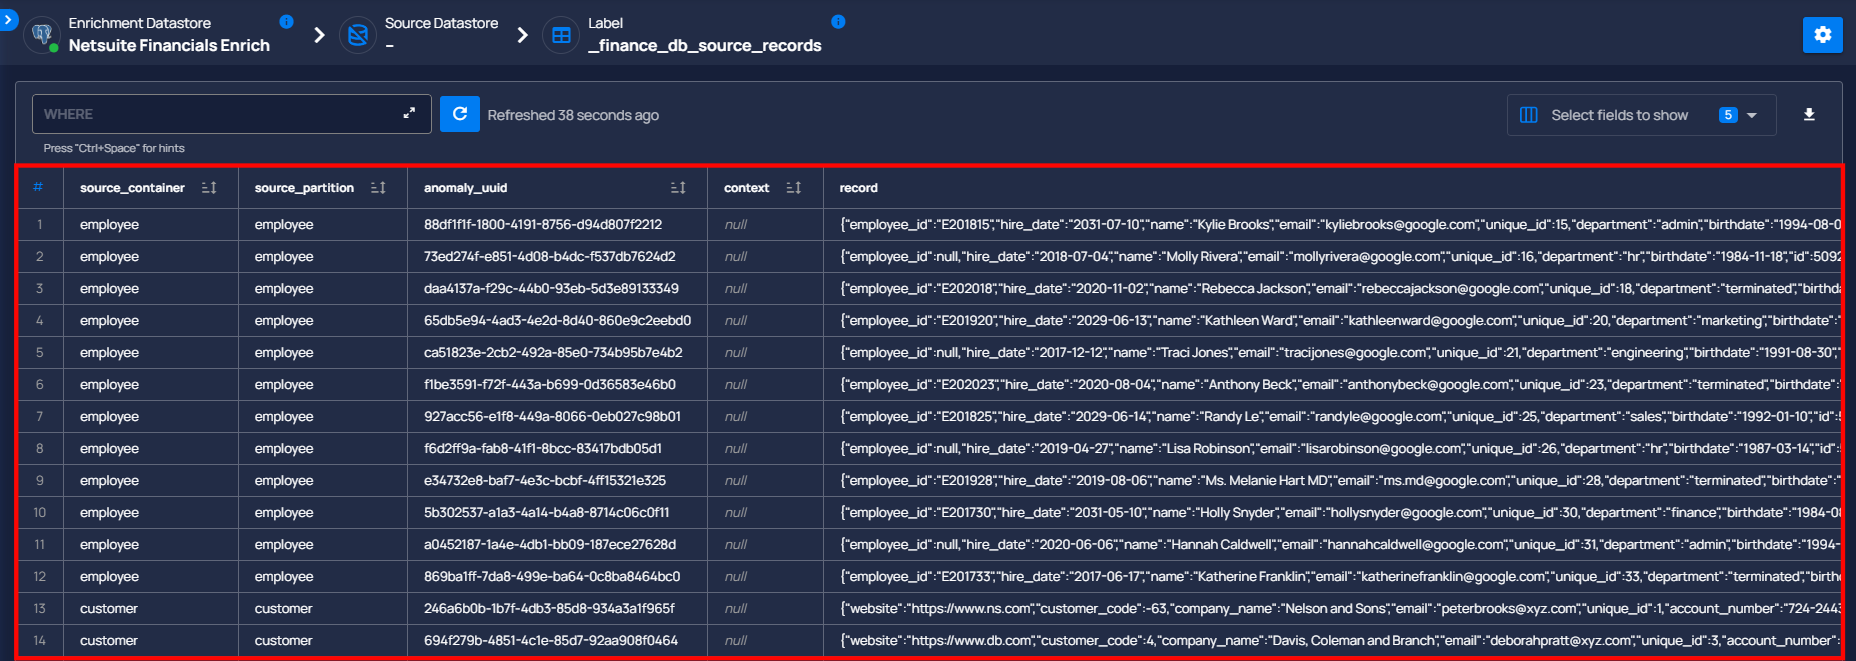 Enrichment Datastore
Netsuite Financials Enrich
Source Datastore
–
Label
_finance_db_source_records
WHERE
Refreshed 38 seconds ago
Select fields to show 5
Press "Ctrl+Space" for hints
# source_container source_partition anomaly_uuid context record
1 employee employee 88df1f1f-1800-4191-8756-d94d807f2212 null {"employee_id":"E201815","hire_date":"2031-07-10","name":"Kylie Brooks","email":"kyliebrooks@google.com","unique_id":15,"department":"admin","birthdate":"1994-08-0
2 employee employee 73ed274f-e851-4d08-b4dc-f537db7624d2 null {"employee_id":null,"hire_date":"2018-07-04","name":"Molly Rivera","email":"mollyrivera@google.com","unique_id":16,"department":"hr","birthdate":"1984-11-18","id":5092
3 employee employee daa4137a-f29c-44b0-93eb-5d3e89133349 null {"employee_id":"E202018","hire_date":"2020-11-02","name":"Rebecca Jackson","email":"rebeccajackson@google.com","unique_id":18,"department":"terminated","birthda
4 employee employee 65db5e94-4ad3-4e2d-8d40-860e9c2eebd0 null {"employee_id":"E201920","hire_date":"2029-06-13","name":"Kathleen Ward","email":"kathleenward@google.com","unique_id":20,"department":"marketing","birthdate":"
5 employee employee ca51823e-2cb2-492a-85e0-734b95b7e4b2 null {"employee_id":null,"hire_date":"2017-12-12","name":"Traci Jones","email":"tracijones@google.com","unique_id":21,"department":"engineering","birthdate":"1991-08-30","
6 employee employee f1be3591-f72f-443a-b699-0d36583e46b0 null {"employee_id":"E202023","hire_date":"2020-08-04","name":"Anthony Beck","email":"anthonybeck@google.com","unique_id":23,"department":"terminated","birthdate":"
7 employee employee 927acc56-e1f8-449a-8066-0eb027c98b01 null {"employee_id":"E201825","hire_date":"2029-06-14","name":"Randy Le","email":"randyle@google.com","unique_id":25,"department":"sales","birthdate":"1992-01-10","id":5
8 employee employee f6d2ff9a-fab8-41f1-8bcc-83417bdb05d1 null {"employee_id":null,"hire_date":"2019-04-27","name":"Lisa Robinson","email":"lisarobinson@google.com","unique_id":26,"department":"hr","birthdate":"1987-03-14","id":
9 employee employee e34732e8-baf7-4e3c-bcbf-4ff15321e325 null {"employee_id":"E201928","hire_date":"2019-08-06","name":"Ms. Melanie Hart MD","email":"ms.md@google.com","unique_id":28,"department":"terminated","birthdate":"
10 employee employee 5b302537-a1a3-4a14-b4a8-8714c06c0f11 null {"employee_id":"E201730","hire_date":"2031-05-10","name":"Holly Snyder","email":"hollysnyder@google.com","unique_id":30,"department":"finance","birthdate":"1984-08
11 employee employee a0452187-1a4e-4db1-bb09-187ece27628d null {"employee_id":null,"hire_date":"2020-06-06","name":"Hannah Caldwell","email":"hannahcaldwell@google.com","unique_id":31,"department":"admin","birthdate":"1994-
12 employee employee 869ba1ff-7da8-499e-ba64-0c8ba8464bc0 null {"employee_id":"E201733","hire_date":"2017-06-17","name":"Katherine Franklin","email":"katherinefranklin@google.com","unique_id":33,"department":"terminated","birth
13 customer customer 246a6b0b-1b7f-4db3-85d8-934a3a1f965f null {"website":"https://www.ns.com","customer_code":-63,"company_name":"Nelson and Sons","email":"peterbrooks@xyz.com","unique_id":1,"account_number":"724-2443
14 customer customer 694f279b-4851-4c1e-85d7-92aa908f0464 null {"website":"https://www.db.com","customer_code":4,"company_name":"Davis, Coleman and Branch","email":"deborahpratt@xyz.com","unique_id":3,"account_number":